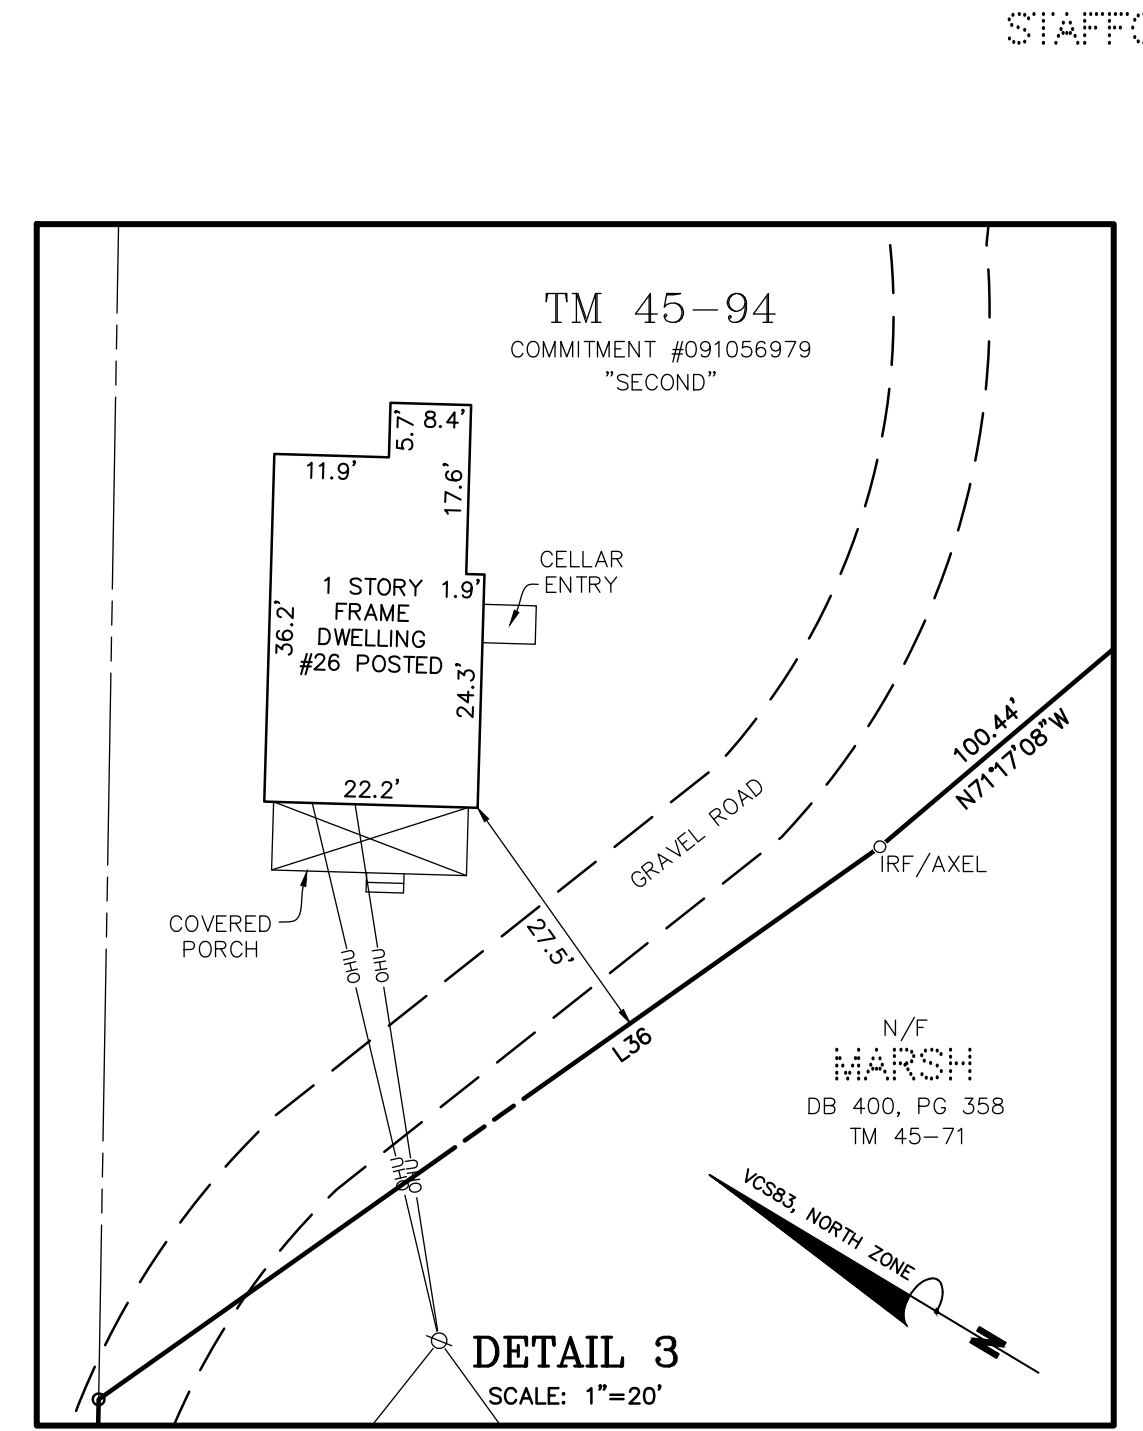 TM 45-94
COMMITMENT #091056979
"SECOND"
5.7'
8.4'
11.9'
17.6'
CELLAR
ENTRY
1 STORY
FRAME
DWELLING
#26 POSTED
1.9'
36.2'
24.3'
22.2'
100.44'
N71°17'08"W
GRAVEL ROAD
IRF/AXEL
COVERED
PORCH
27.5'
OHU
OHU
L36
N/F
MARSH
DB 400, PG 358
TM 45-71
OHU
OHU
VCS83, NORTH ZONE
N
DETAIL 3
SCALE: 1"=20'